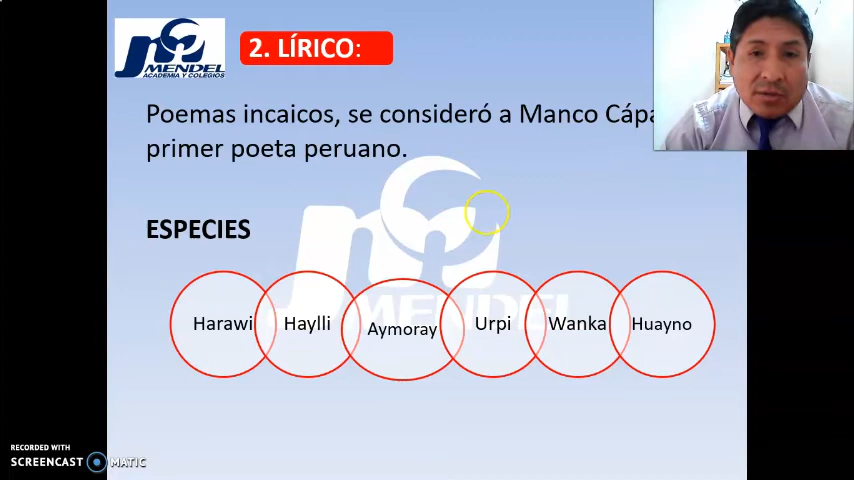 MENDEL
ACADEMIA Y COLEGIOS
2. LÍRICO:
Poemas incaicos, se consideró a Manco
primer poeta peruano.
ESPECIES
MENDEL
Harawi Haylli Aymoray Urpi Wanka Huayno
RECORDED WITH
SCREENCAST MATIC